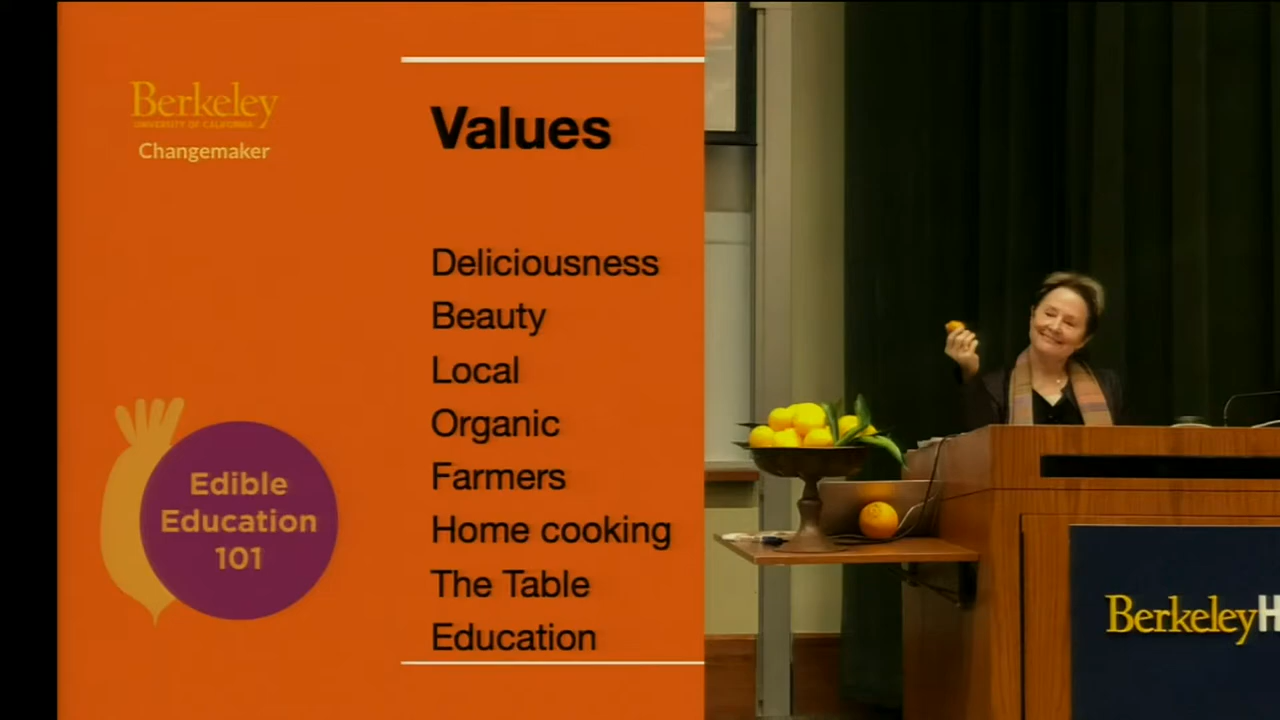 Berkeley
UNIVERSITY OF CALIFORNIA
Changemaker
Values
Deliciousness
Beauty
Local
Organic
Farmers
Home cooking
The Table
Education
Edible
Education
101
BerkeleyH